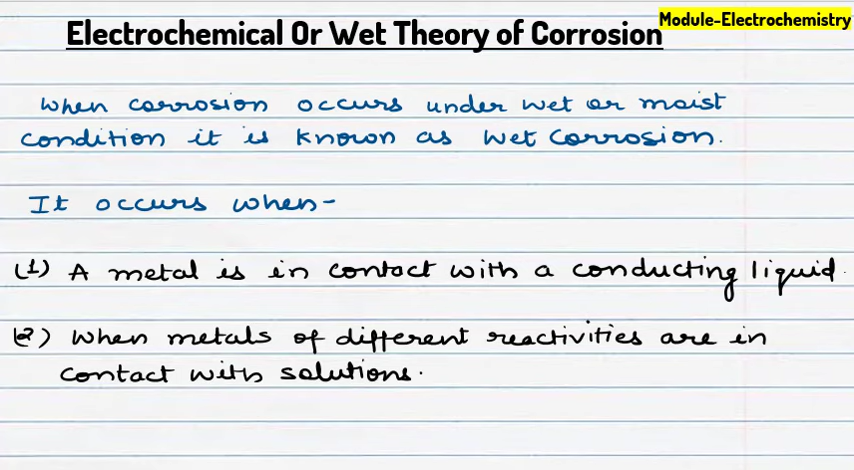 Module-Electrochemistry
Electrochemical Or Wet Theory of Corrosion
When corrosion occurs under wet or moist
condition it is known as Wet Corrosion.
It occurs when-
(1) A metal is in contact with a conducting liquid.
(2) When metals of different reactivities are in
contact with solutions.